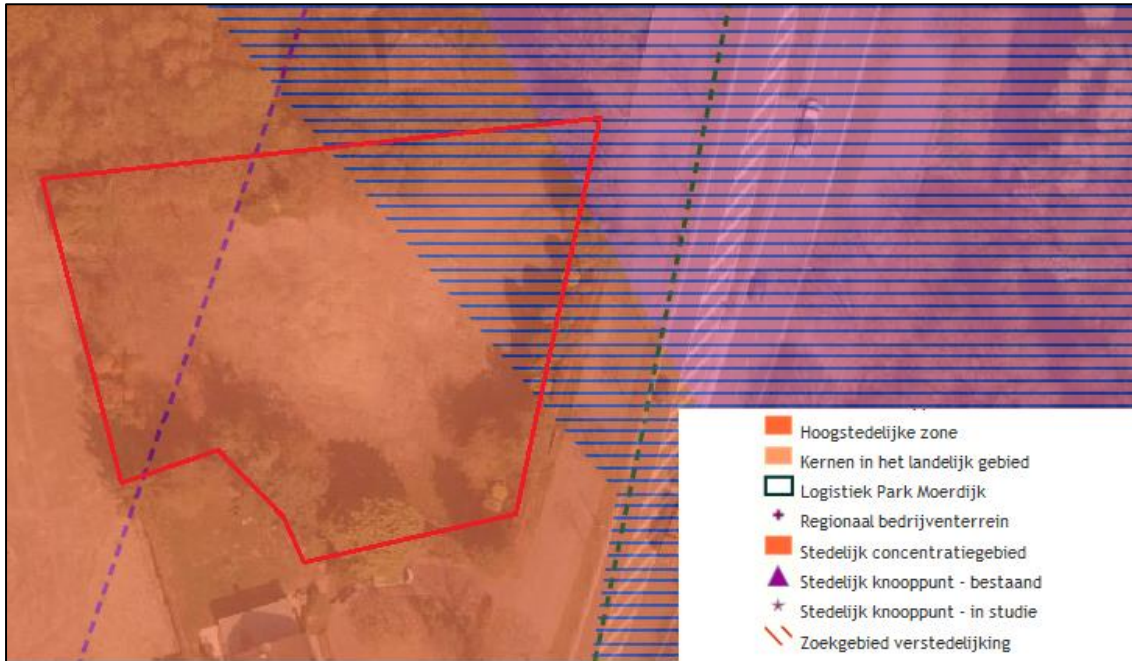 Hoogstedelijke zone
Kernen in het landelijk gebied
Logistiek Park Moerdijk
Regionaal bedrijventerrein
Stedelijk concentratiegebied
Stedelijk knooppunt - bestaand
Stedelijk knooppunt - in studie
Zoekgebied verstedelijking